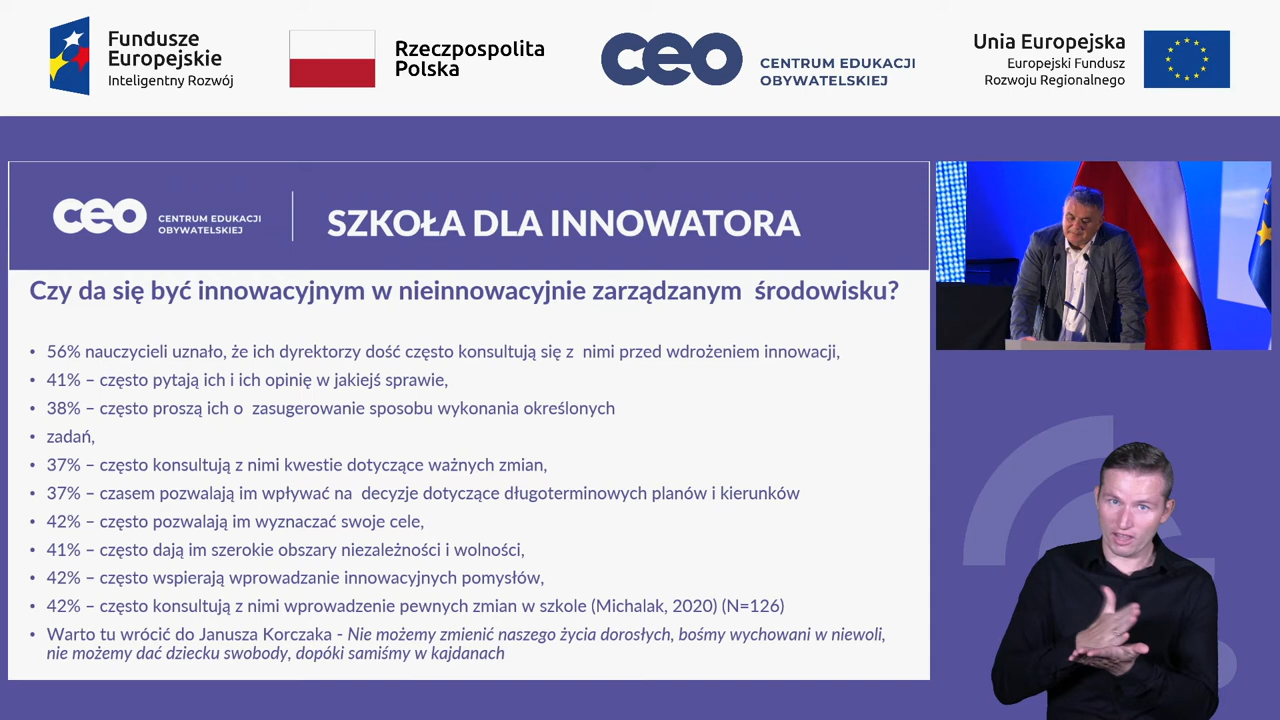 Fundusze
Europejskie
Inteligentny Rozwój
Rzeczpospolita
Polska
ceo
CENTRUM EDUKACJI
OBYWATELSKIEJ
Unia Europejska
Europejski Fundusz
Rozwoju Regionalnego
ceo
CENTRUM EDUKACJI
OBYWATELSKIEJ
SZKOŁA DLA INNOWATORA
Czy da się być innowacyjnym w nieinnowacyjnie zarządzanym środowisku?
• 56% nauczycieli uznało, że ich dyrektorzy dość często konsultują się z nimi przed wdrożeniem innowacji,
• 41% – często pytają ich i ich opinię w jakiejś sprawie,
• 38% – często proszą ich o zasugerowanie sposobu wykonania określonych
• zadań,
• 37% – często konsultują z nimi kwestie dotyczące ważnych zmian,
• 37% – czasem pozwalają im wpływać na decyzje dotyczące długoterminowych planów i kierunków
• 42% – często pozwalają im wyznaczać swoje cele,
• 41% – często dają im szerokie obszary niezależności i wolności,
• 42% – często wspierają wprowadzanie innowacyjnych pomysłów,
• 42% – często konsultują z nimi wprowadzenie pewnych zmian w szkole (Michalak, 2020) (N=126)
• Warto tu wrócić do Janusza Korczaka - Nie możemy zmienić naszego życia dorosłych, bośmy wychowani w niewoli,
nie możemy dać dziecku swobody, dopóki samiśmy w kajdanach